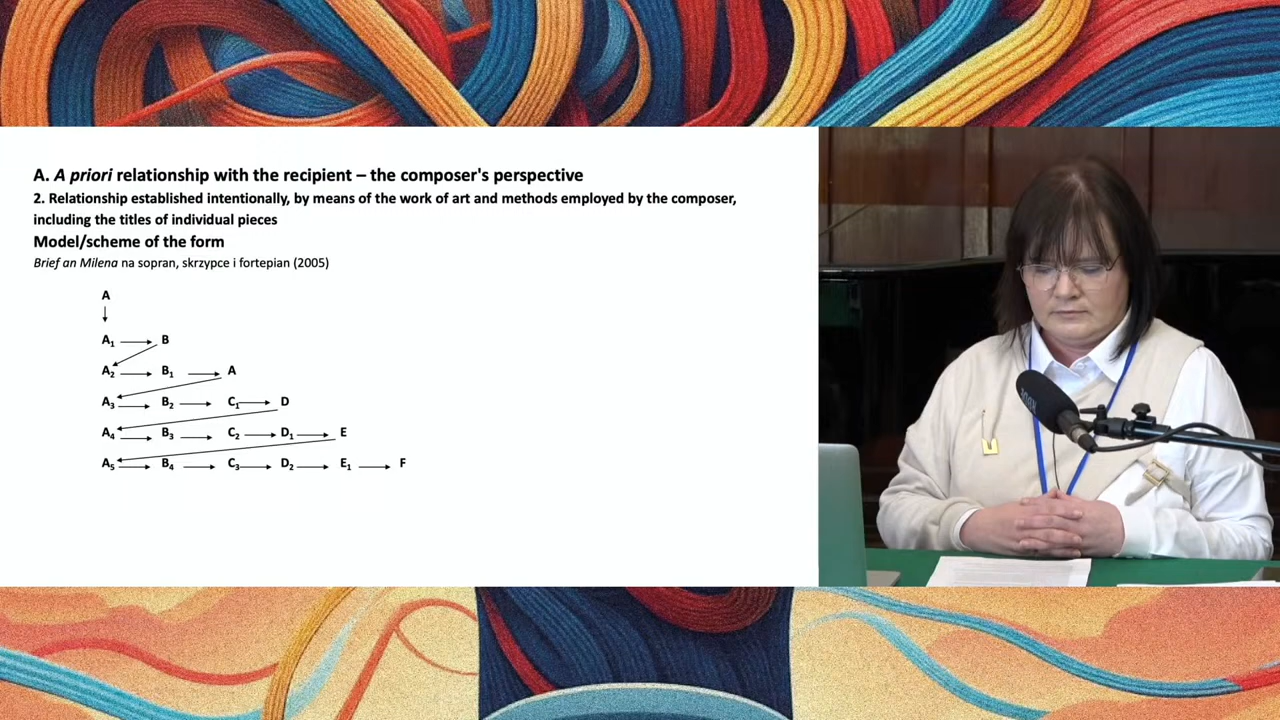 A. A priori relationship with the recipient – the composer's perspective
2. Relationship established intentionally, by means of the work of art and methods employed by the composer,
including the titles of individual pieces
Model/scheme of the form
Brief an Milena na sopran, skrzypce i fortepian (2005)
A
A₁ B
A₂ B₁ A
A₃ B₂ C₁ D
A₄ B₃ C₂ D₁ E
A₅ B₄ C₃ D₂ E₁ F